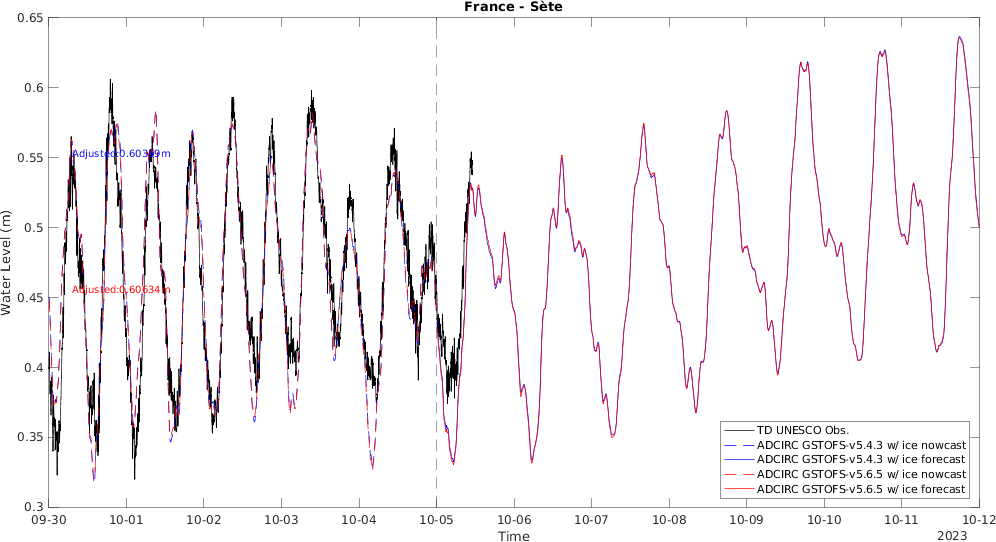 France - Sète
0.65
0.6
0.55
0.5
0.45
0.4
0.35
0.3
Water Level (m)
Adjusted:0.60399m
Adjusted:0.60634m
TD UNESCO Obs.
ADCIRC GSTOFS-v5.4.3 w/ ice nowcast
ADCIRC GSTOFS-v5.4.3 w/ ice forecast
ADCIRC GSTOFS-v5.6.5 w/ ice nowcast
ADCIRC GSTOFS-v5.6.5 w/ ice forecast
09-30 10-01 10-02 10-03 10-04 10-05 10-06 10-07 10-08 10-09 10-10 10-11 10-12
Time
2023